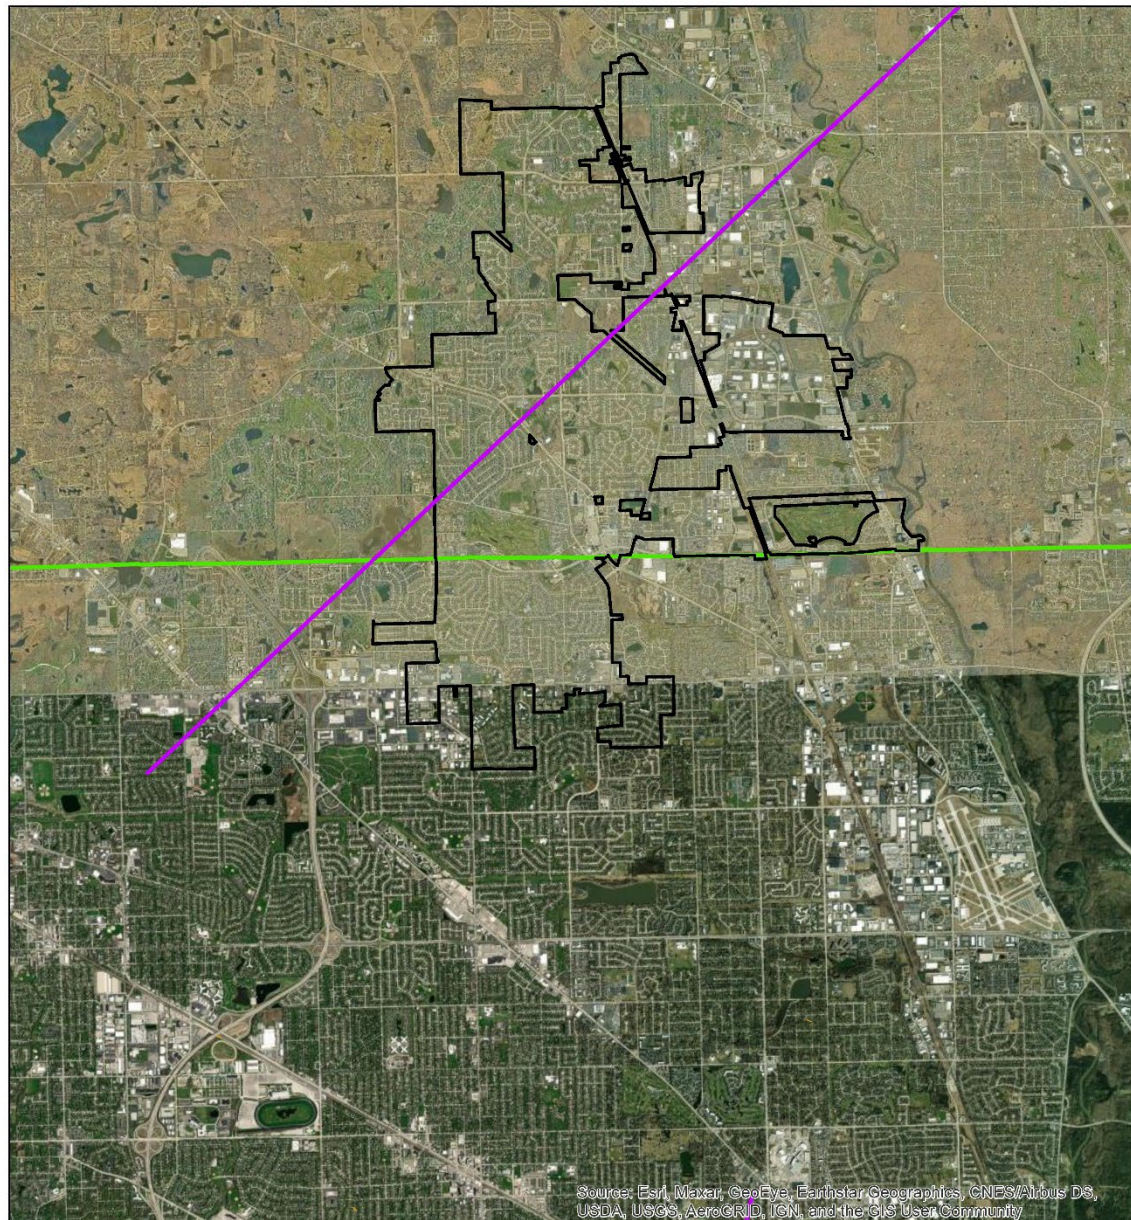 Source: Esri, Maxar, GeoEye, Earthstar Geographics, CNES/Airbus DS,
USDA, USGS, AeroGRID, IGN, and the GIS User Community